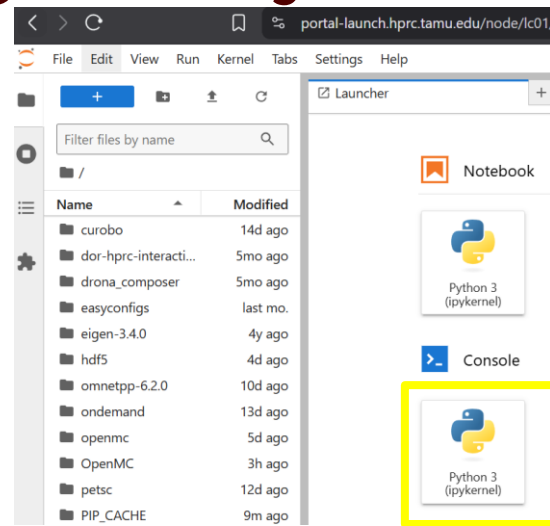 portal-launch.hprc.tamu.edu/node/lc01
File Edit View Run Kernel Tabs Settings Help
+
Launcher
+
Filter files by name
/
Name Modified
curobo 14d ago
dor-hprc-interacti... 5mo ago
drona_composer 5mo ago
easyconfigs last mo.
eigen-3.4.0 4y ago
hdf5 4d ago
omnetpp-6.2.0 10d ago
ondemand 13d ago
openmc 5d ago
OpenMC 3h ago
petsc 12d ago
PIP_CACHE 9m ago
Notebook
Python 3
(ipykernel)
Console
Python 3
(ipykernel)